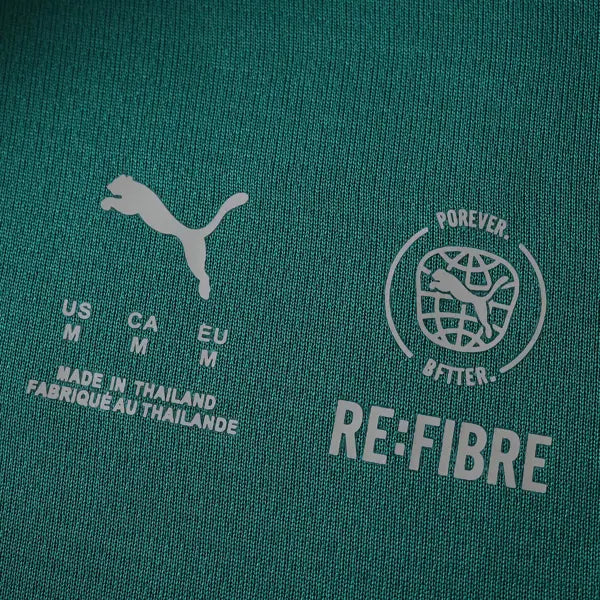 US CA EU
M M M
MADE IN THAILAND
FABRIQUÉ AU THAILANDE
POREVER.
BFTTER.
RE:FIBRE